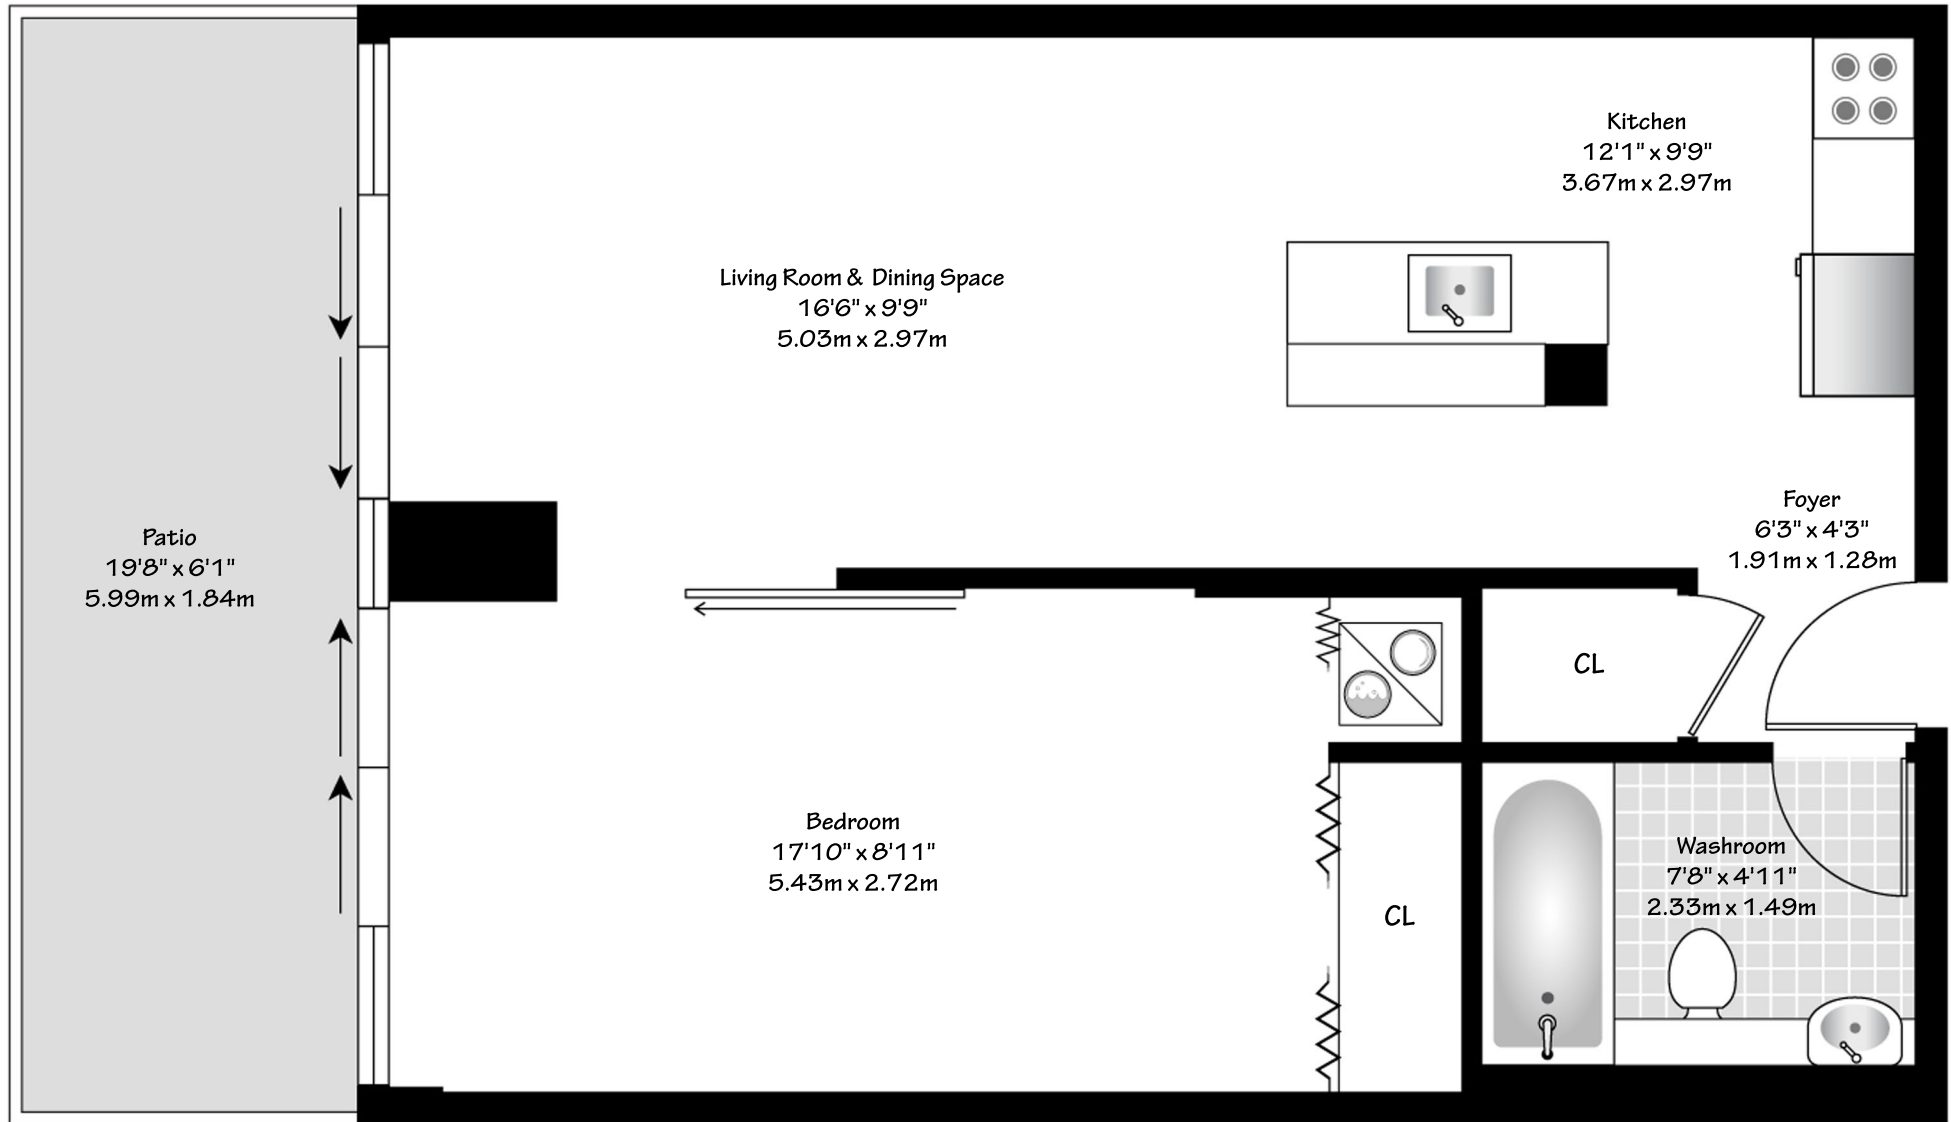 Kitchen
12'1" x 9'9"
3.67m x 2.97m
Living Room & Dining Space
16'6" x 9'9"
5.03m x 2.97m
Foyer
6'3" x 4'3"
1.91m x 1.28m
Patio
19'8" x 6'1"
5.99m x 1.84m
CL
Bedroom
17'10" x 8'11"
5.43m x 2.72m
Washroom
7'8" x 4'11"
2.33m x 1.49m
CL